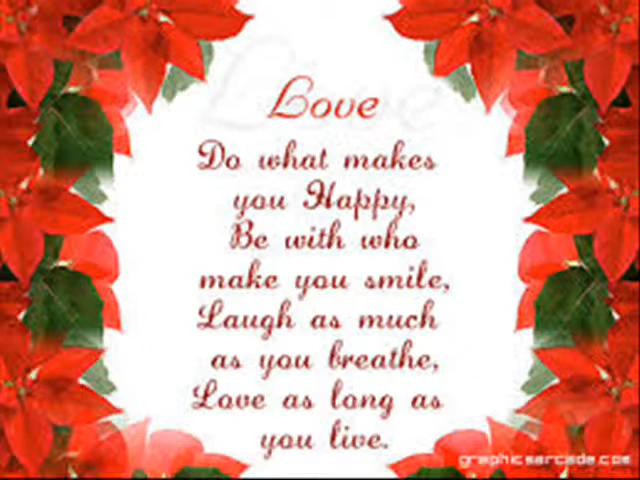 Love
Do what makes
you Happy,
Be with who
make you smile,
Laugh as much
as you breathe,
Love as long as
you live.
graphicsarcade.com